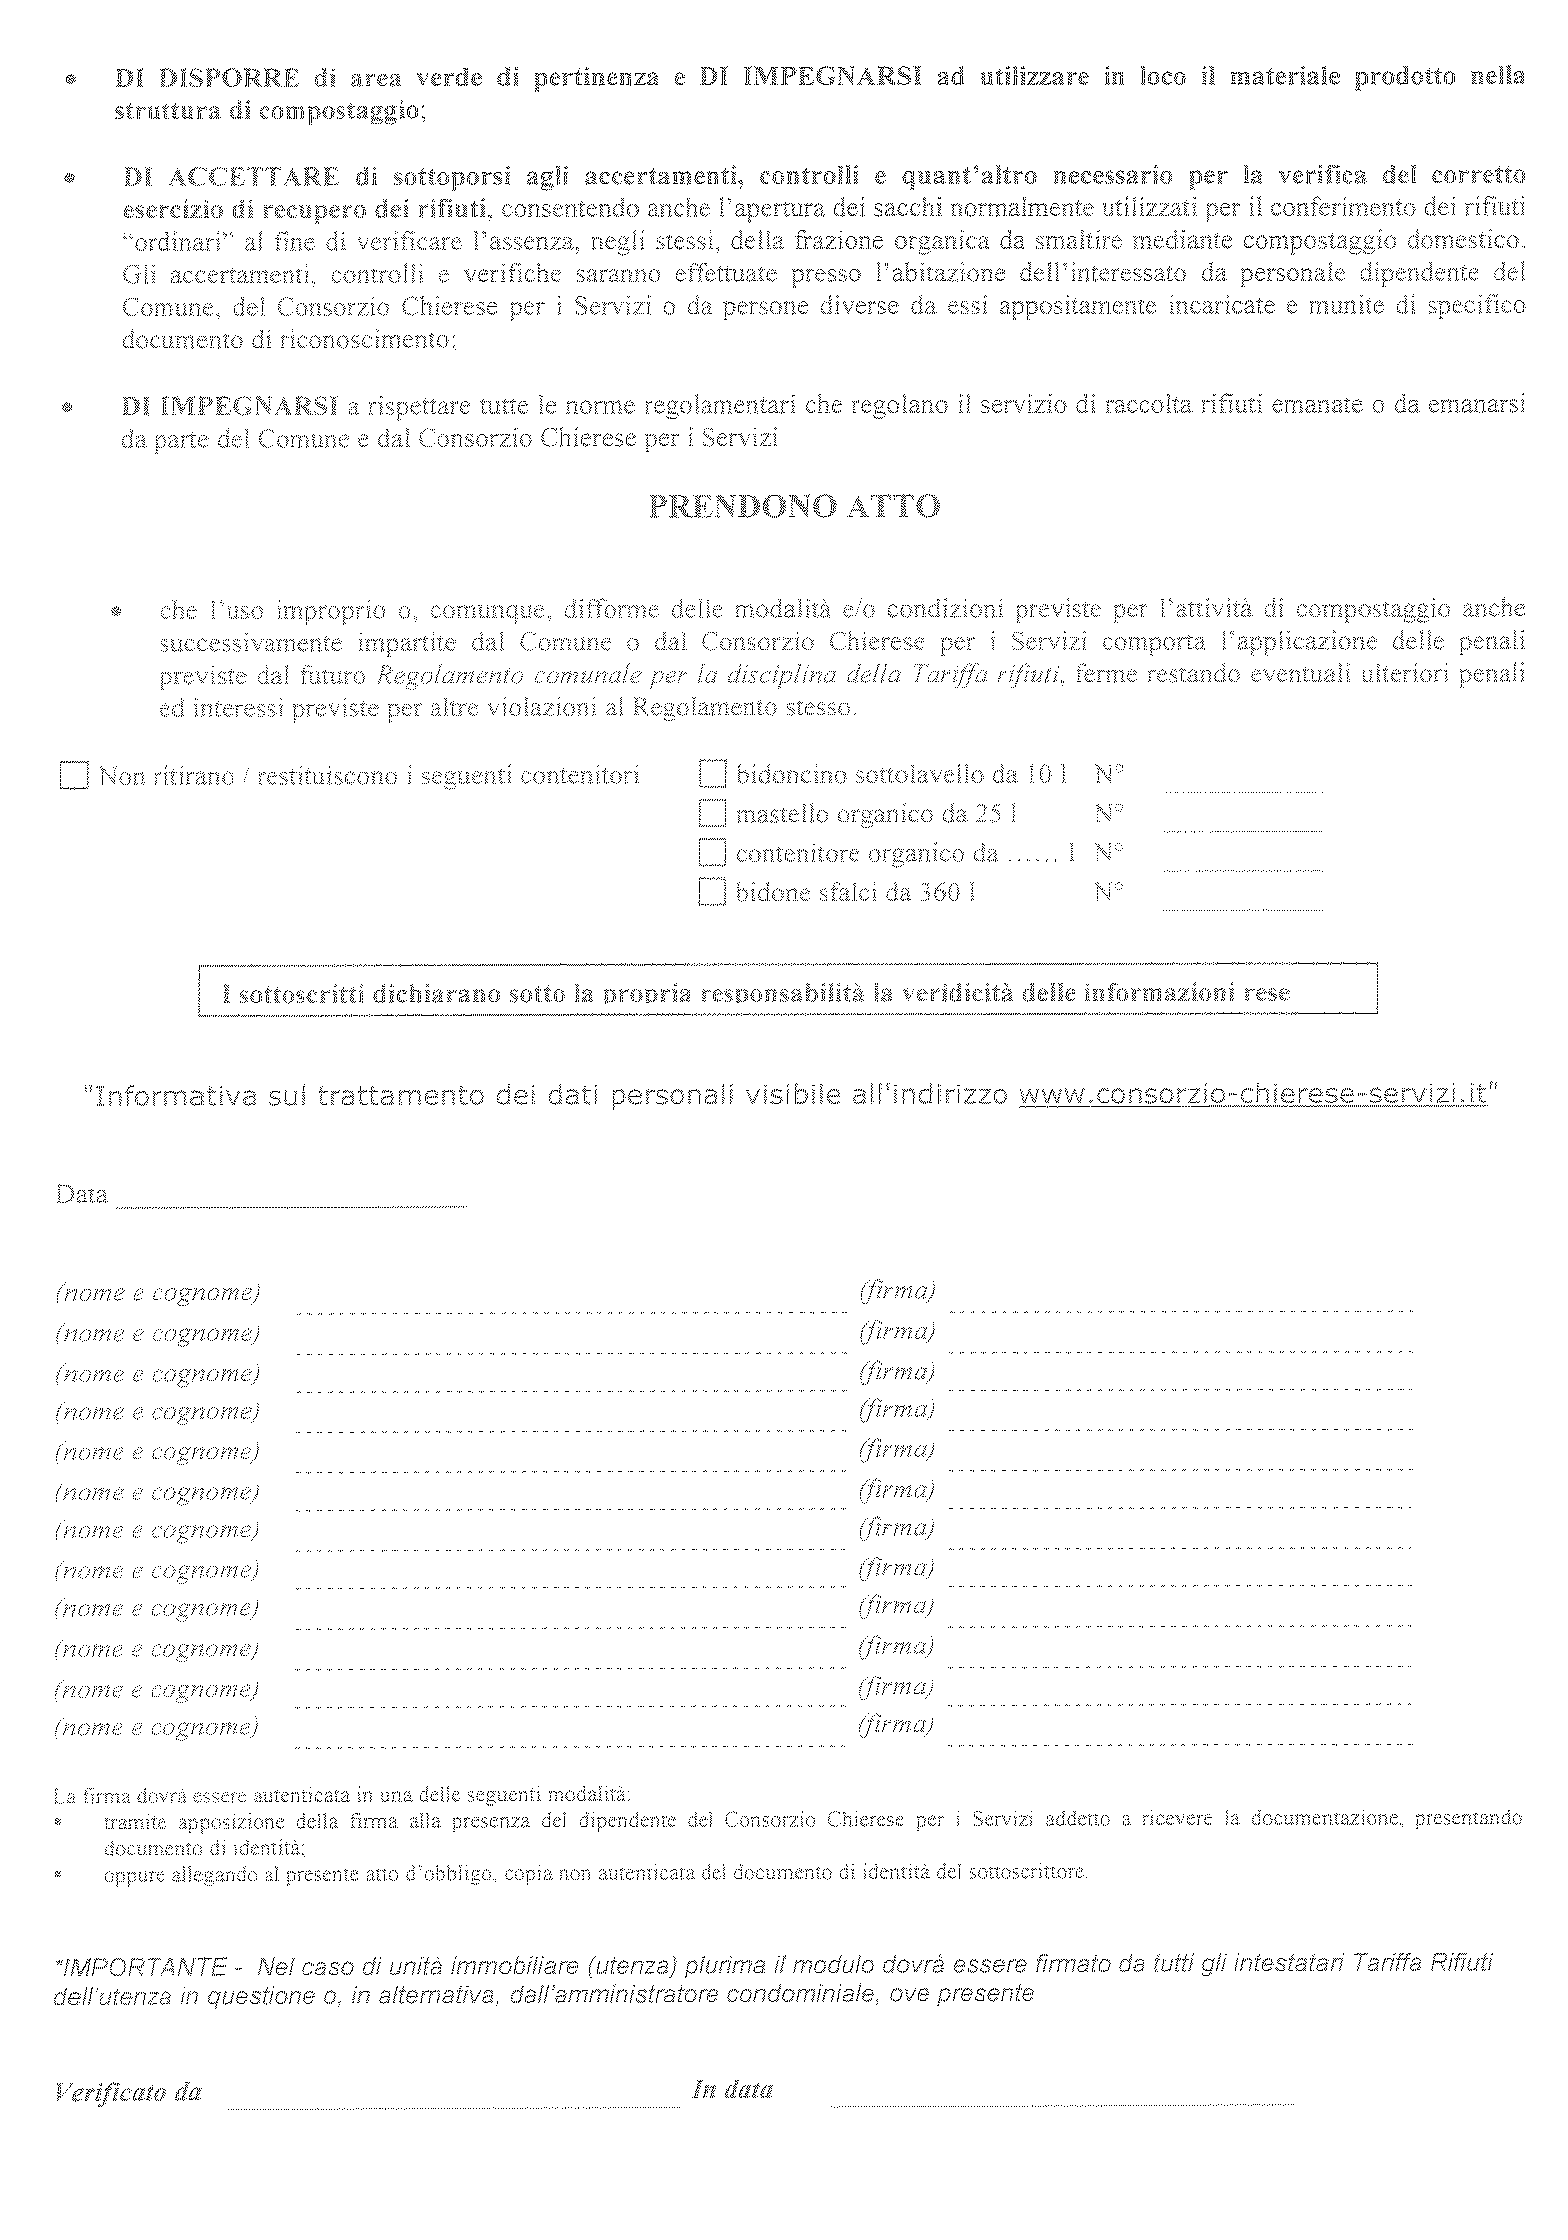 • DI DISPORRE di area verde di pertinenza e DI IMPEGNARSI ad utilizzare in loco il materiale prodotto nella
struttura di compostaggio;
• DI ACCETTARE di sottoporsi agli accertamenti, controlli e quant'altro necessario per la verifica del corretto
esercizio di recupero dei rifiuti, consentendo anche l'apertura dei sacchi normalmente utilizzati per il conferimento dei rifiuti
"ordinari" al fine di verificare l'assenza, negli stessi, della frazione organica da smaltire mediante compostaggio domestico.
Gli accertamenti, controlli e verifiche saranno effettuate presso l'abitazione dell'interessato da personale dipendente del
Comune, del Consorzio Chierese per i Servizi o da persone diverse da essi appositamente incaricate e munite di specifico
documento di riconoscimento;
• DI IMPEGNARSI a rispettare tutte le norme regolamentari che regolano il servizio di raccolta rifiuti emanate o da emanarsi
da parte del Comune e dal Consorzio Chierese per i Servizi
PRENDONO ATTO
• che l'uso improprio o, comunque, difforme delle modalità e/o condizioni previste per l'attività di compostaggio anche
successivamente impartite dal Comune o dal Consorzio Chierese per i Servizi comporta l'applicazione delle penali
previste dal futuro Regolamento comunale per la disciplina della Tariffa rifiuti, ferme restando eventuali ulteriori penali
ed interessi previste per altre violazioni al Regolamento stesso.
Non ritirano / restituiscono i seguenti contenitori bidoncino sottolavello da 10 l N°
mastello organico da 25 l N°
contenitore organico da ...... l N°
bidone sfalci da 360 l N°
I sottoscritti dichiarano sotto la propria responsabilità la veridicità delle informazioni rese
"Informativa sul trattamento dei dati personali visibile all'indirizzo www.consorzio-chierese-servizi.it"
Data
(nome e cognome) (firma)
(nome e cognome) (firma)
(nome e cognome) (firma)
(nome e cognome) (firma)
(nome e cognome) (firma)
(nome e cognome) (firma)
(nome e cognome) (firma)
(nome e cognome) (firma)
(nome e cognome) (firma)
(nome e cognome) (firma)
(nome e cognome) (firma)
(nome e cognome) (firma)
La firma dovrà essere autenticata in una delle seguenti modalità:
• tramite apposizione della firma alla presenza del dipendente del Consorzio Chierese per i Servizi addetto a ricevere la documentazione, presentando
documento di identità;
• oppure allegando al presente atto d'obbligo, copia non autenticata del documento di identità del sottoscrittore.
*IMPORTANTE - Nel caso di unità immobiliare (utenza) plurima il modulo dovrà essere firmato da tutti gli intestatari Tariffa Rifiuti
dell'utenza in questione o, in alternativa, dall'amministratore condominiale, ove presente
Verificato da In data